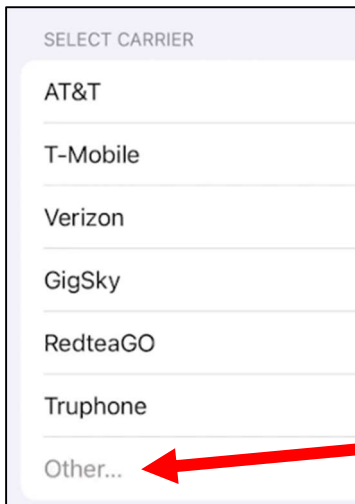 SELECT CARRIER
AT&T
T-Mobile
Verizon
GigSky
RedteaGO
Truphone
Other...